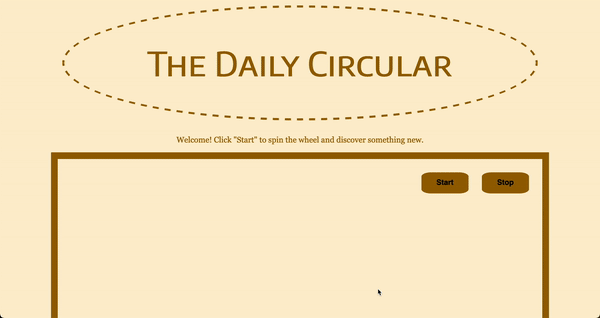 The Daily Circular
Welcome! Click "Start" to spin the wheel and discover something new.
Start Stop